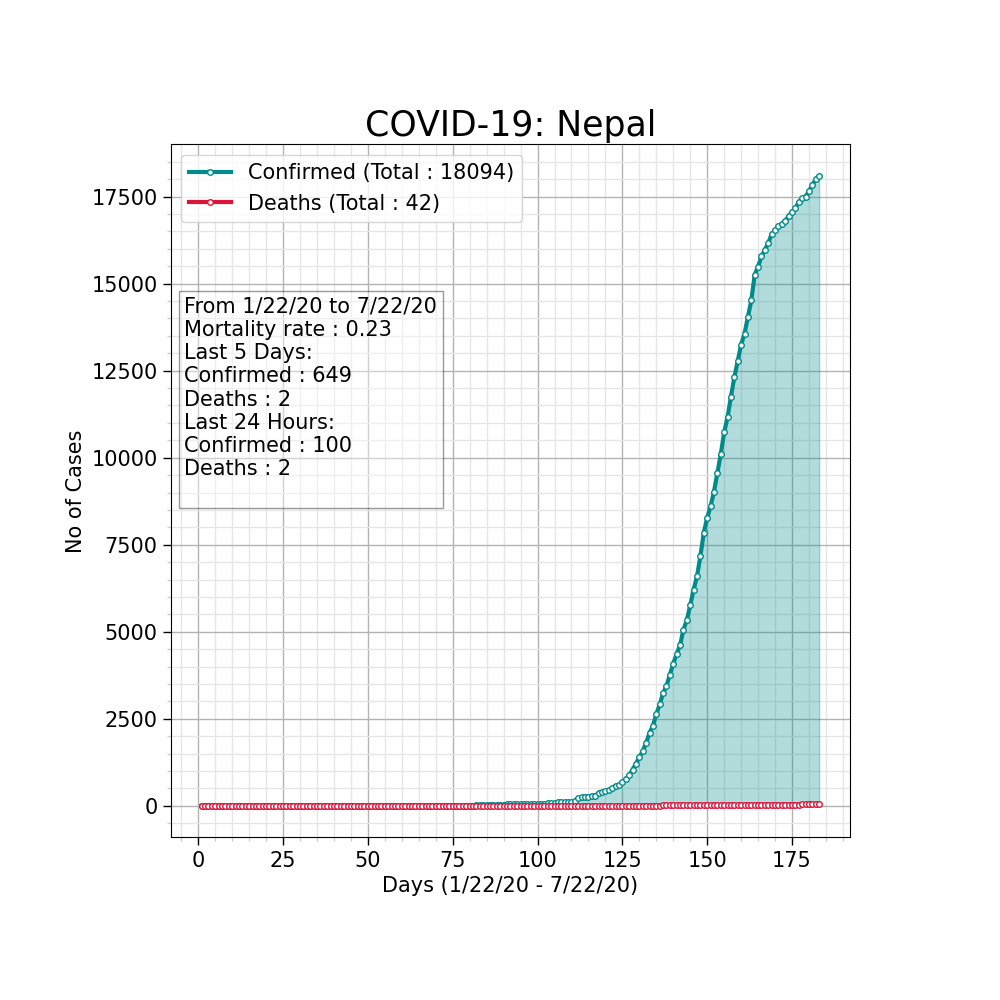 COVID-19: Nepal
Confirmed (Total : 18094)
Deaths (Total : 42)
From 1/22/20 to 7/22/20
Mortality rate : 0.23
Last 5 Days:
Confirmed : 649
Deaths : 2
Last 24 Hours:
Confirmed : 100
Deaths : 2
No of Cases
17500
15000
12500
10000
7500
5000
2500
0
0 25 50 75 100 125 150 175
Days (1/22/20 - 7/22/20)